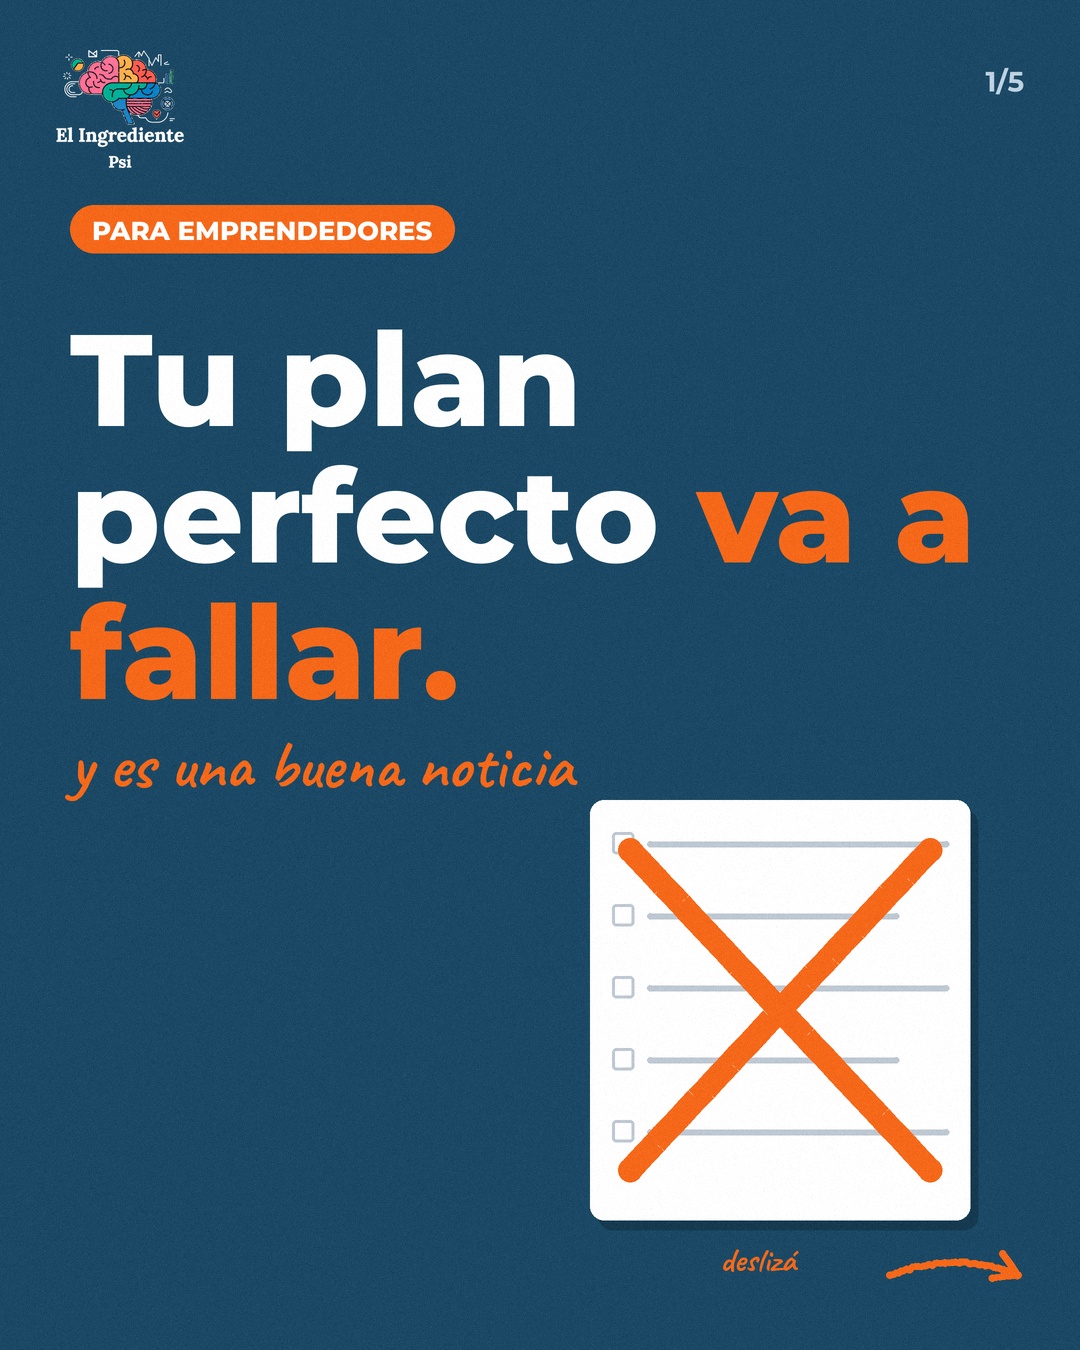 El Ingrediente
Psi
1/5
PARA EMPRENDEDORES
Tu plan
perfecto va a
fallar.
y es una buena noticia
deslizá